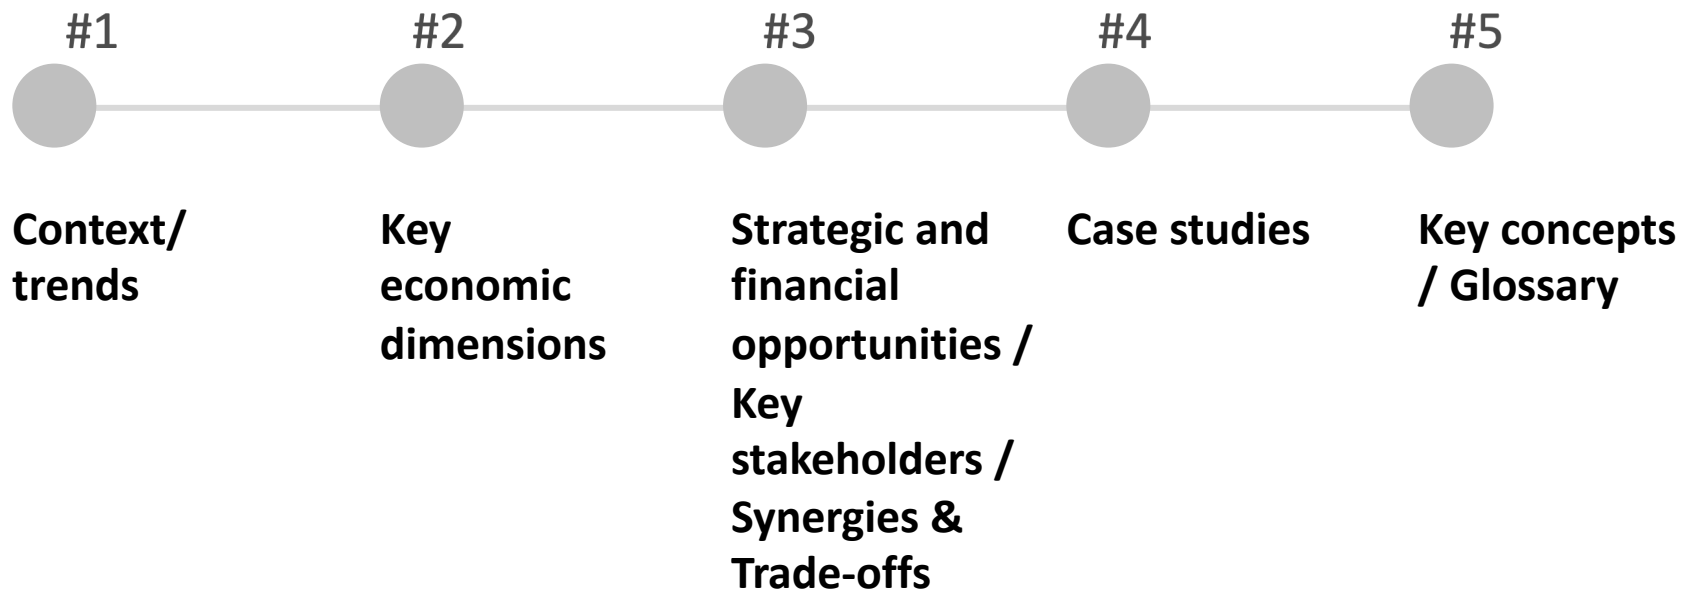 #1
#2
#3
#4
#5
Context/
trends
Key
economic
dimensions
Strategic and
financial
opportunities /
Key
stakeholders /
Synergies &
Trade-offs
Case studies
Key concepts
/ Glossary